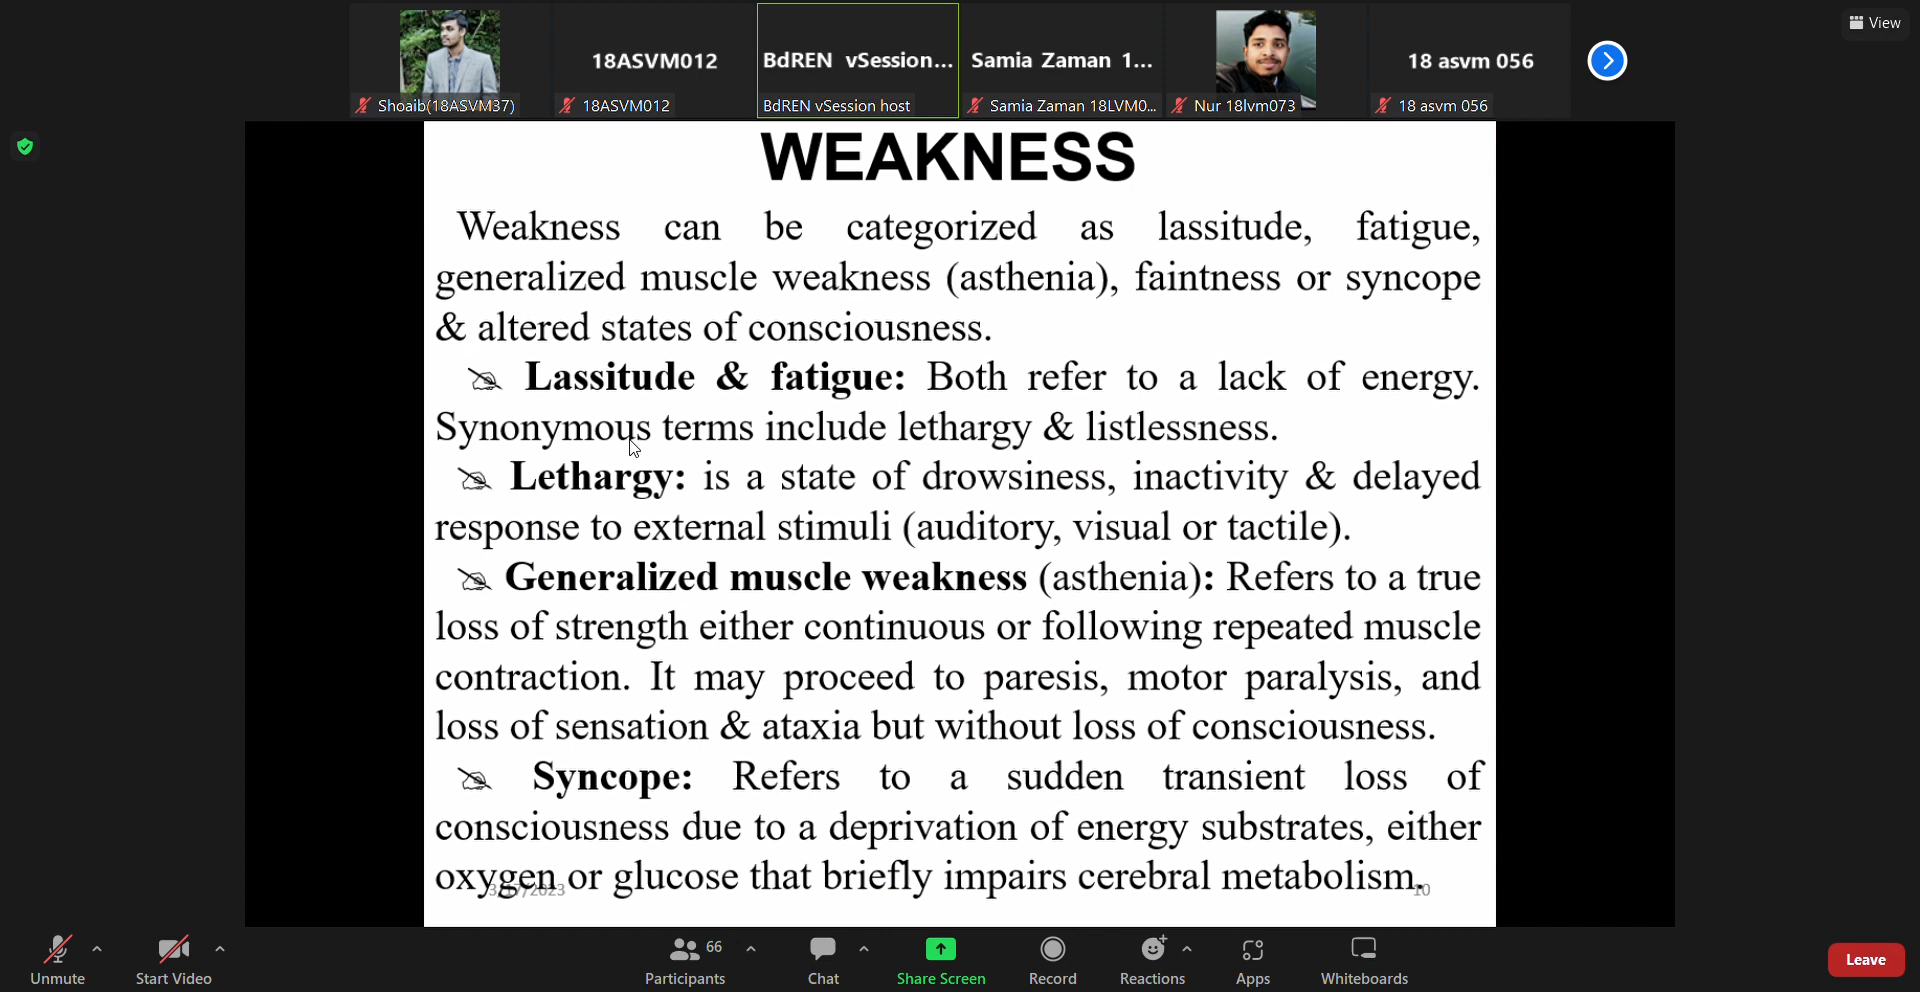 View
18ASVM012
BdREN vSession...
Samia Zaman 1...
18 asvm 056
Shoaib(18ASVM37)
18ASVM012
BdREN vSession host
Samia Zaman 18LVM0...
Nur 18lvm073
18 asvm 056
WEAKNESS
Weakness can be categorized as lassitude, fatigue,
generalized muscle weakness (asthenia), faintness or syncope
& altered states of consciousness.
Lassitude & fatigue: Both refer to a lack of energy.
Synonymous terms include lethargy & listlessness.
Lethargy: is a state of drowsiness, inactivity & delayed
response to external stimuli (auditory, visual or tactile).
Generalized muscle weakness (asthenia): Refers to a true
loss of strength either continuous or following repeated muscle
contraction. It may proceed to paresis, motor paralysis, and
loss of sensation & ataxia but without loss of consciousness.
Syncope: Refers to a sudden transient loss of
consciousness due to a deprivation of energy substrates, either
oxygen or glucose that briefly impairs cerebral metabolism.
3/17/2023
10
66
Unmute
Start Video
Participants
Chat
Share Screen
Record
Reactions
Apps
Whiteboards
Leave